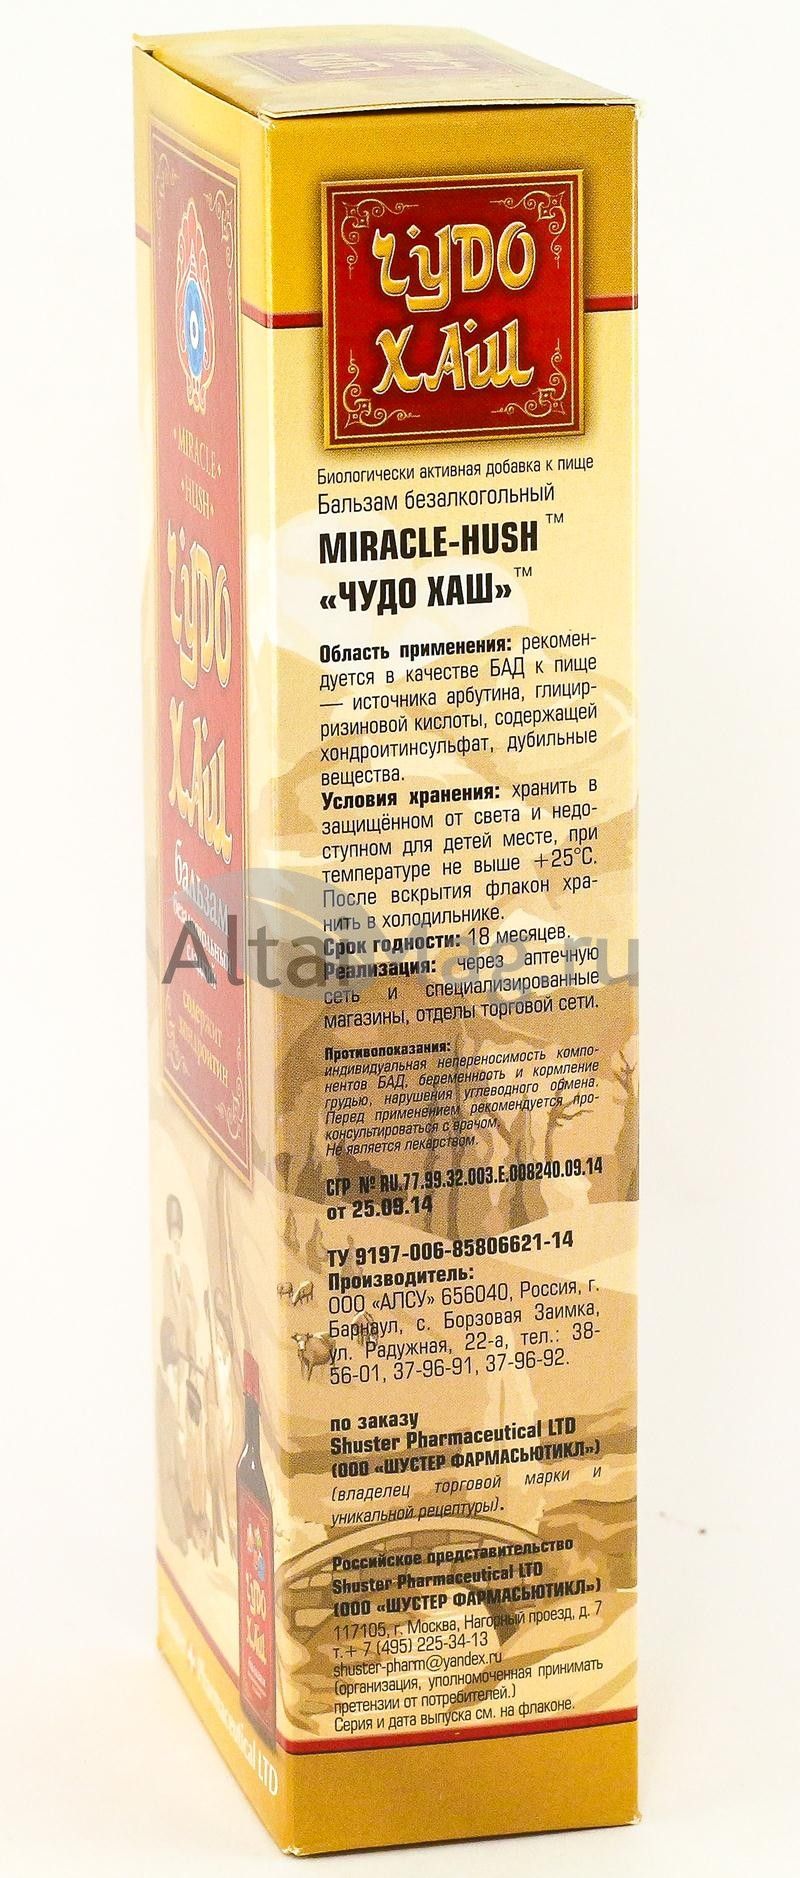 ЧУДО
ХАШ
Биологически активная добавка к пище
Бальзам безалкогольный
MIRACLE-HUSH™
«ЧУДО ХАШ»™
Область применения: рекомен-
дуется в качестве БАД к пище
— источника арбутина, глицир-
ризиновой кислоты, содержащей
хондроитинсульфат, дубильные
вещества.
Условия хранения: хранить в
защищённом от света и недо-
ступном для детей месте, при
температуре не выше +25°С.
После вскрытия флакон хра-
нить в холодильнике.
Срок годности: 18 месяцев.
Реализация: через аптечную
сеть и специализированные
магазины, отделы торговой сети.
Противопоказания:
индивидуальная непереносимость компо-
нентов БАД, беременность и кормление
грудью, нарушения углеводного обмена.
Перед применением рекомендуется про-
консультироваться с врачом.
Не является лекарством.
СГР № RU.77.99.32.003.Е.008240.09.14
от 25.09.14
ТУ 9197-006-85806621-14
Производитель:
ООО «АЛСУ» 656040, Россия, г.
Барнаул, с. Борзовая Заимка,
ул. Радужная, 22-а, тел.: 38-
56-01, 37-96-91, 37-96-92.
по заказу
Shuster Pharmaceutical LTD
(ООО «ШУСТЕР ФАРМАСЬЮТИКЛ»)
(владелец торговой марки и
уникальной рецептуры).
Российское представительство
Shuster Pharmaceutical LTD
(ООО «ШУСТЕР ФАРМАСЬЮТИКЛ»)
117105, г. Москва, Нагорный проезд, д. 7
т.+ 7 (495) 225-34-13
shuster-pharm@yandex.ru
(организация, уполномоченная принимать
претензии от потребителей.)
Серия и дата выпуска см. на флаконе.
MIRACLE
HUSH
ЧУДО
ХАШ
бальзам
безалкогольный
содержит
хондроитин
ЧУДО
ХАШ
LTD
AltaiMag.ru